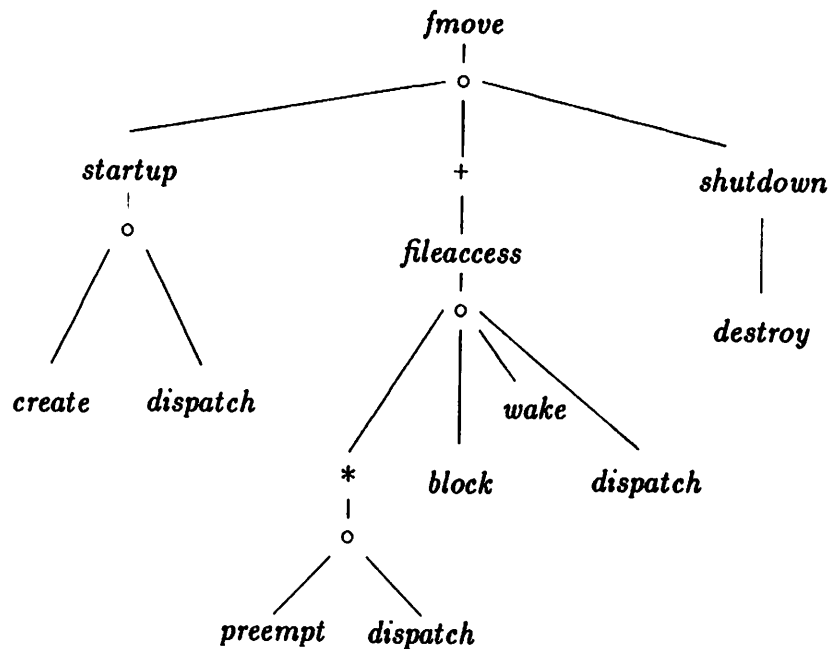 fmove
o
startup + shutdown
o
fileaccess
o
destroy
create dispatch wake
* block dispatch
o
preempt dispatch